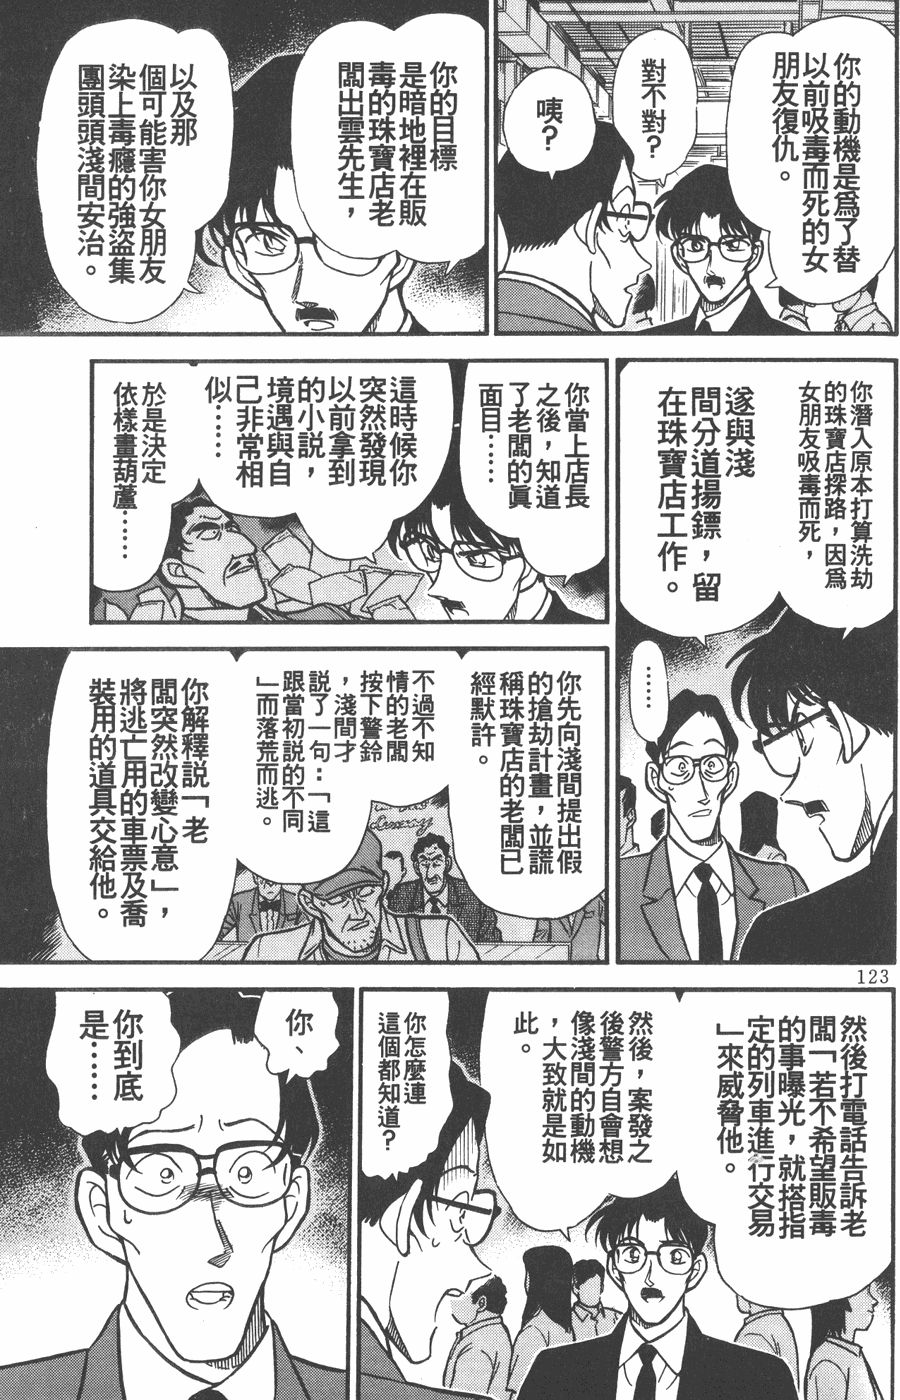 你的動機是爲了替
以前吸毒而死的女
朋友復仇。
對不對？
咦？
你的目標
是暗地裡在販
毒的珠寶店老
闆出雲先生，
以及那
個可能害你女朋友
染上毒癮的強盜集
團頭頭淺間安治。
你潛入原本打算洗劫
的珠寶店探路，因爲
女朋友吸毒而死，
遂與淺
間分道揚鏢，留
在珠寶店工作。
……
你當上店長
之後，知道
了老闆的眞
面目……
這時候你
突然發現
以前拿到
的小說，
境遇與自
己非常相
似……
於是決定
依樣畫葫蘆……
你先向淺間提出假
的搶劫計畫，並謊
稱珠寶店的老闆已
經默許。
不過不知
情的老闆
按下警鈴
，淺間才
說了一句：「這
跟當初說的不同
」而落荒而逃。
你解釋說「老
闆突然改變心意」，
將逃亡用的車票及喬
裝用的道具交給他。
123
然後打電話告訴老
闆「若不希望販毒
的事曝光，就搭指
定的列車進行交易
」來威脅他。
然後，案發之
後警方自會想
像淺間的動機
，大致就是如
此。
你怎麼連
這個都知道？
你、
你到底
是……